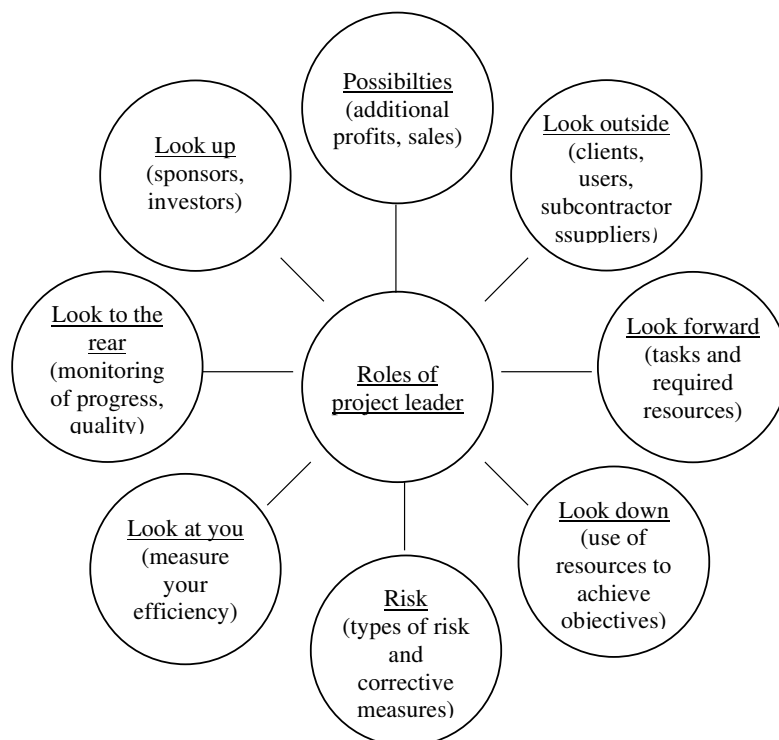 Possibilties
(additional
profits, sales)
Look up
(sponsors,
investors)
Look outside
(clients,
users,
subcontractor
ssuppliers)
Look to the
rear
(monitoring
of progress,
quality)
Roles of
project leader
Look forward
(tasks and
required
resources)
Look at you
(measure
your
efficiency)
Risk
(types of risk
and
corrective
measures)
Look down
(use of
resources to
achieve
objectives)